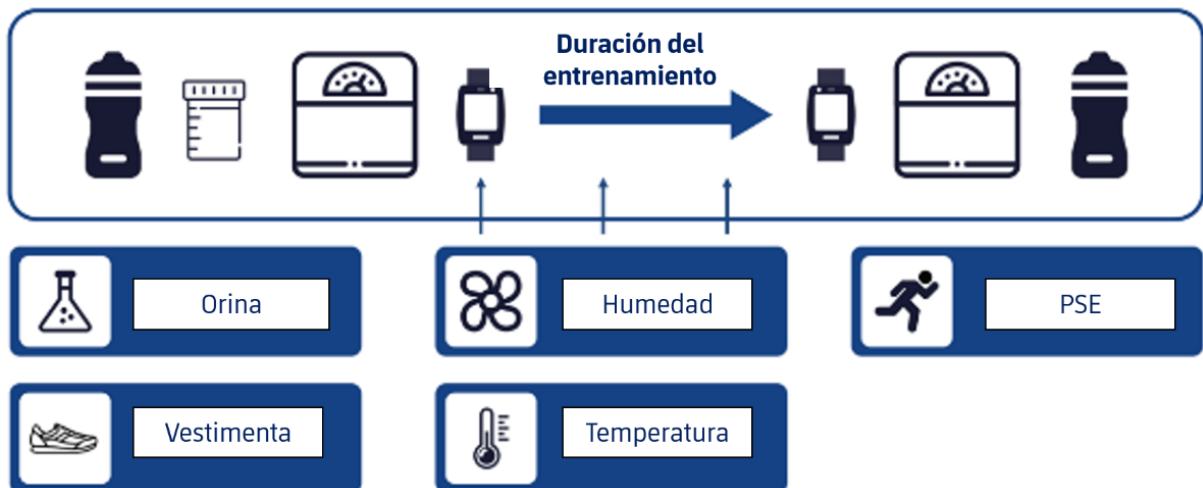 Duración del
entrenamiento
Orina
Humedad
PSE
Vestimenta
Temperatura